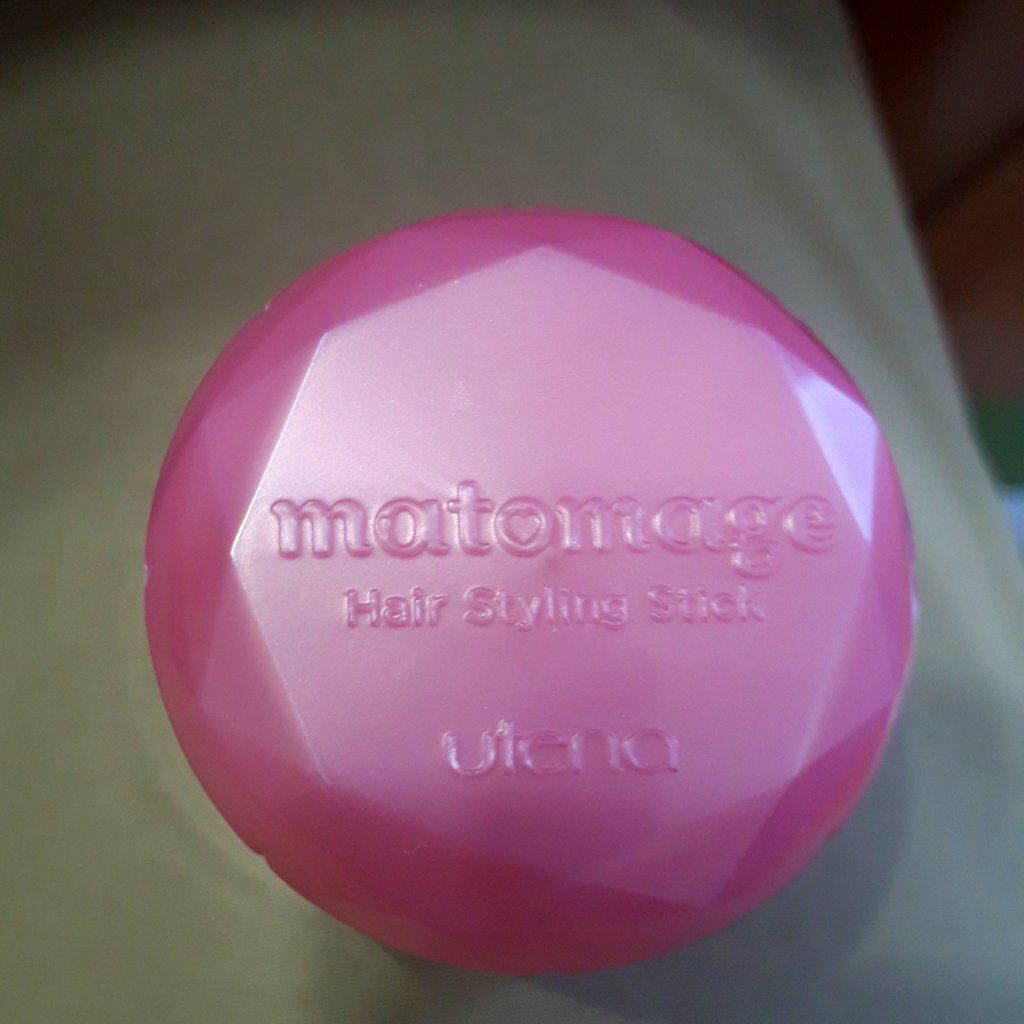 matomage
Hair Styling Stick
utena